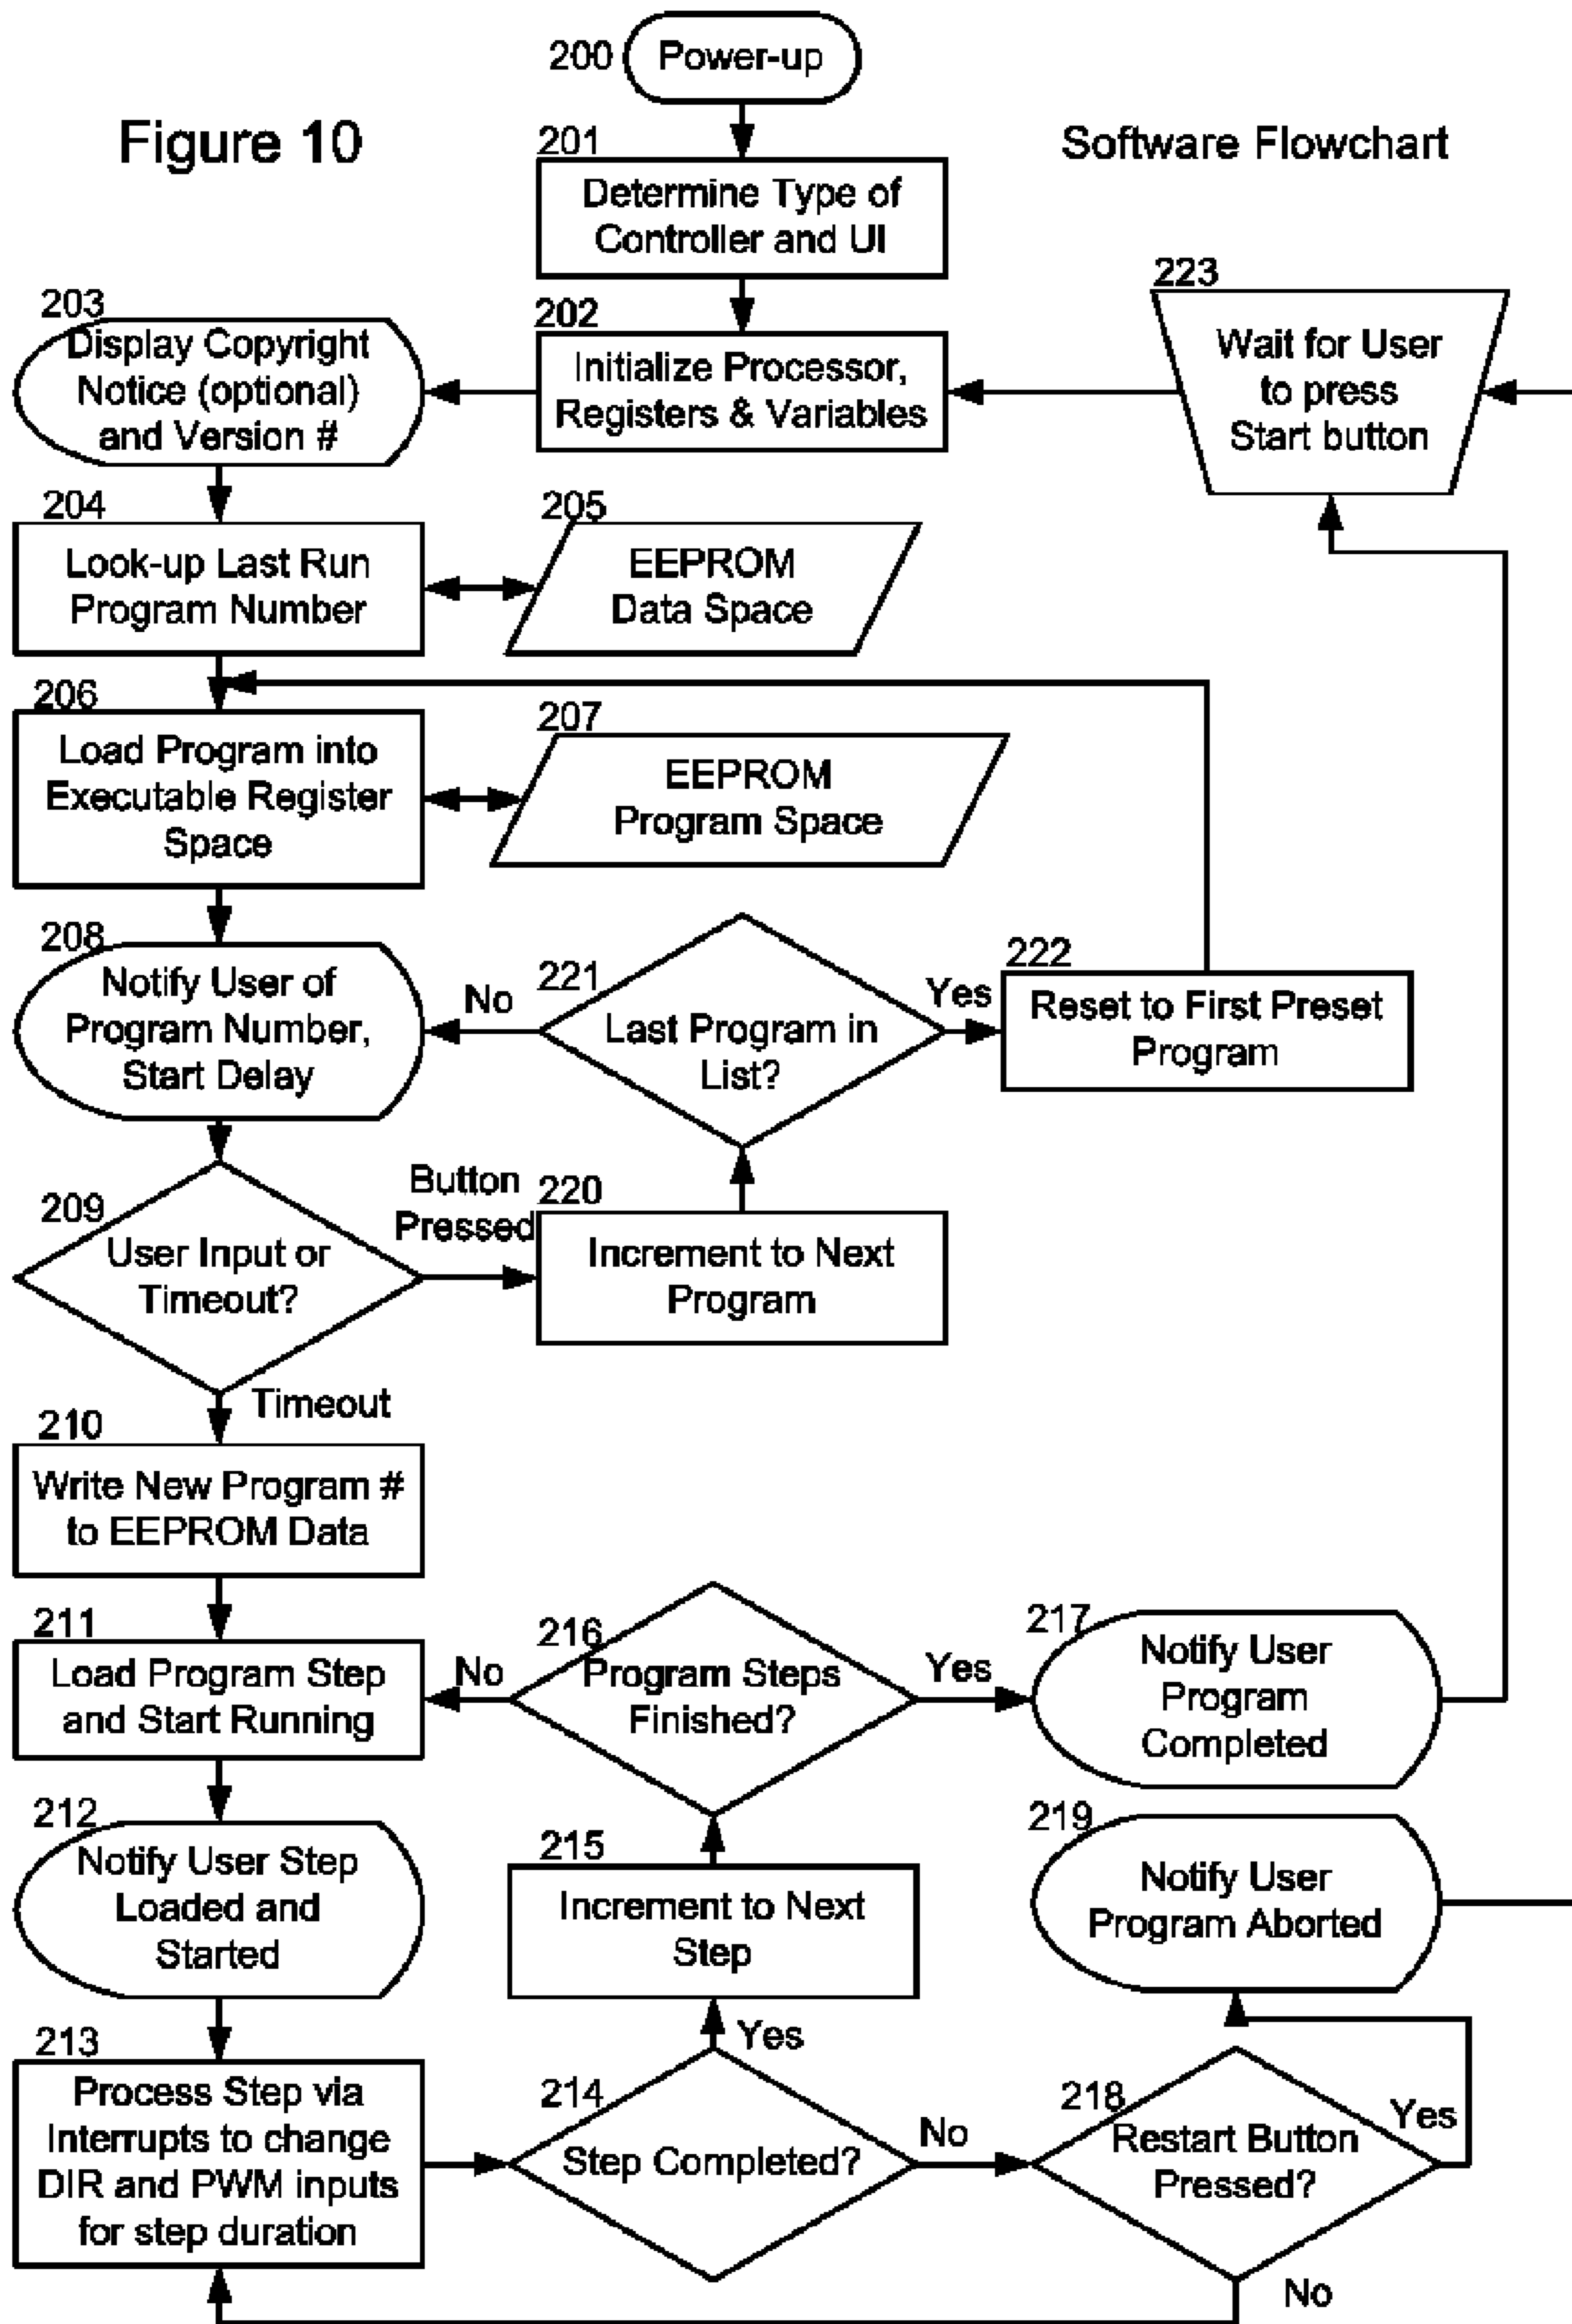 200
Power-up
Figure 10
Software Flowchart
201
Determine Type of
Controller and UI
223
Wait for User
to press
Start button
202
Initialize Processor,
Registers & Variables
203
Display Copyright
Notice (optional)
and Version #
204
Look-up Last Run
Program Number
205
EEPROM
Data Space
206
Load Program into
Executable Register
Space
207
EEPROM
Program Space
208
Notify User of
Program Number,
Start Delay
No
221
Last Program in
List?
Yes
222
Reset to First Preset
Program
209
User Input or
Timeout?
Button
Pressed
220
Increment to Next
Program
Timeout
210
Write New Program #
to EEPROM Data
211
Load Program Step
and Start Running
No
216
Program Steps
Finished?
Yes
217
Notify User
Program
Completed
212
Notify User Step
Loaded and
Started
215
Increment to Next
Step
219
Notify User
Program Aborted
213
Process Step via
Interrupts to change
DIR and PWM inputs
for step duration
Yes
214
Step Completed?
No
218
Restart Button
Pressed?
Yes
No